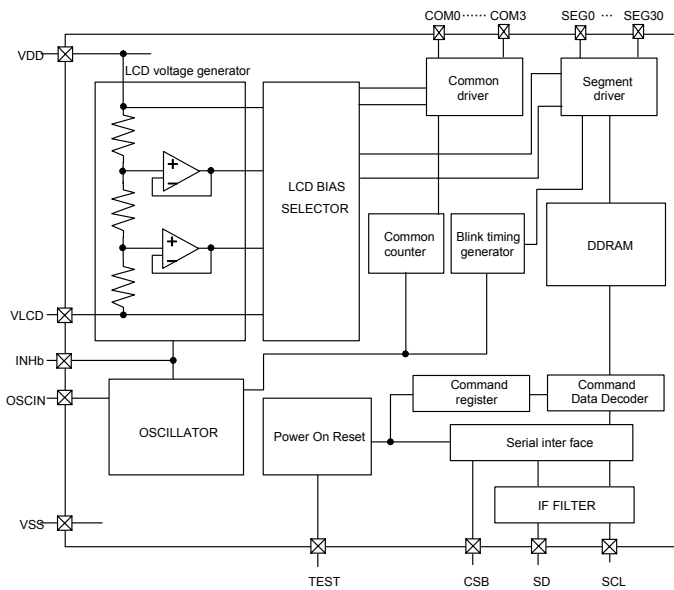 COM0 ...... COM3
SEG0 ... SEG30
VDD
LCD voltage generator
Common
driver
Segment
driver
+
−
LCD BIAS
SELECTOR
+
−
Common
counter
Blink timing
generator
DDRAM
VLCD
INHb
OSCIN
OSCILLATOR
Command
register
Command
Data Decoder
Power On Reset
Serial inter face
IF FILTER
VSS
TEST
CSB
SD
SCL